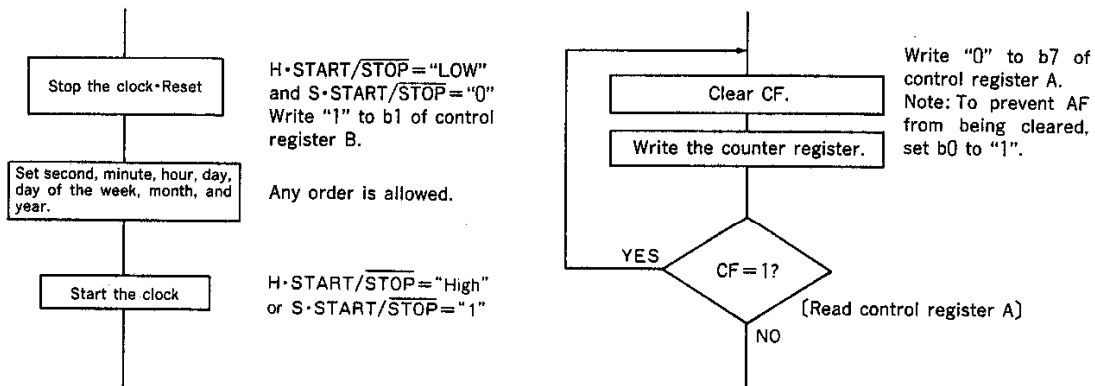 Stop the clock•Reset
H•START/STOP="LOW"
and S•START/STOP="0"
Write "1" to b1 of control
register B.
Set second, minute, hour, day,
day of the week, month, and
year.
Any order is allowed.
Start the clock
H•START/STOP="High"
or S•START/STOP="1"
Clear CF.
Write the counter register.
Write "0" to b7 of
control register A.
Note: To prevent AF
from being cleared,
set b0 to "1".
YES
CF=1?
(Read control register A)
NO